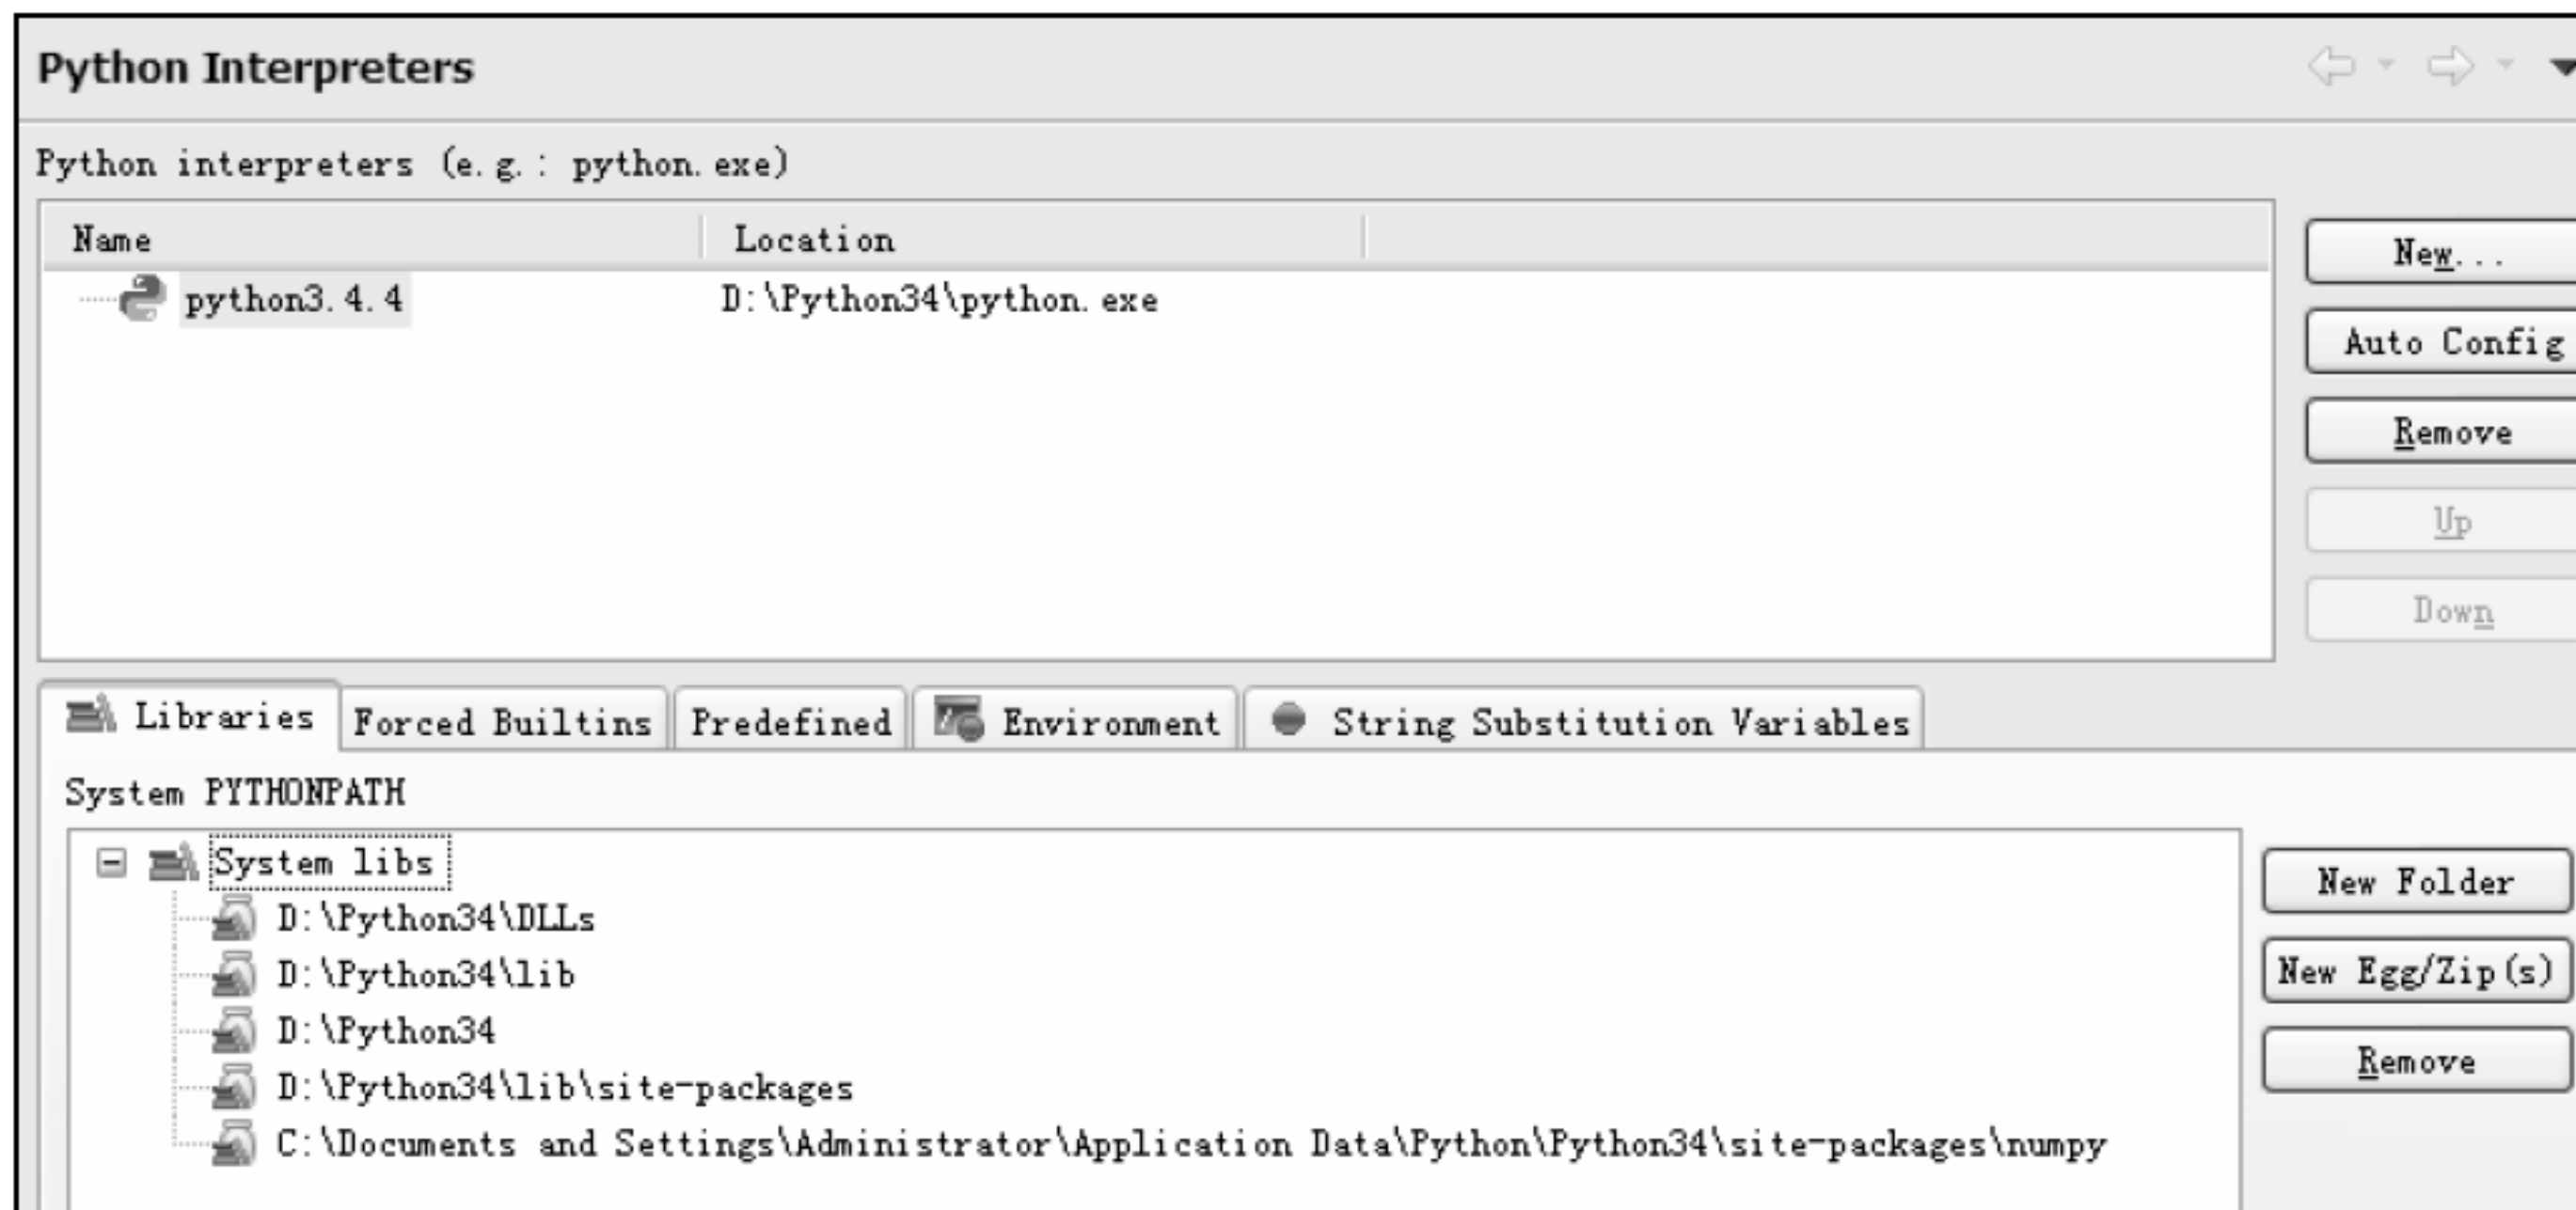 Python Interpreters
Python interpreters (e.g.: python.exe)
Name Location
python3.4.4 D:\Python34\python.exe
New...
Auto Config
Remove
Up
Down
Libraries Forced Builtins Predefined Environment String Substitution Variables
System PYTHONPATH
System libs
D:\Python34\DLLs
D:\Python34\lib
D:\Python34
D:\Python34\lib\site-packages
C:\Documents and Settings\Administrator\Application Data\Python\Python34\site-packages\numpy
New Folder
New Egg/Zip(s)
Remove